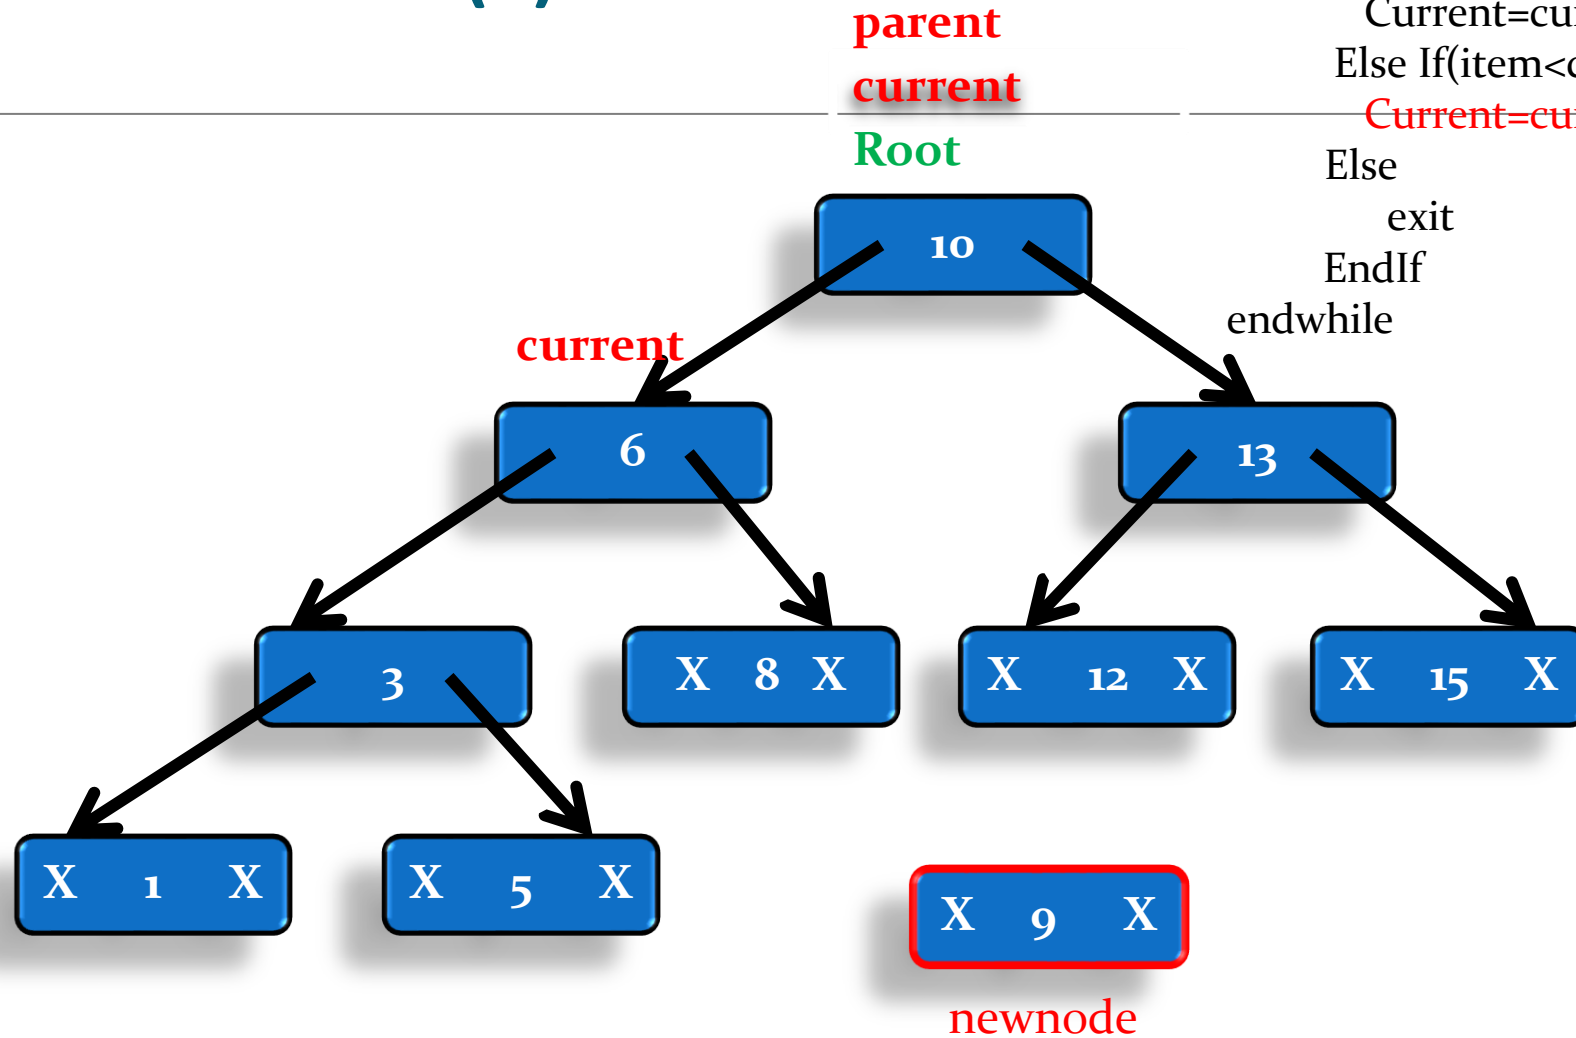 parent
current
Root
Else If(item<
Else
exit
EndIf
endwhile
10
current
6
13
3
X 8 X
X 12 X
X 15 X
X 1 X
X 5 X
X 9 X
newnode